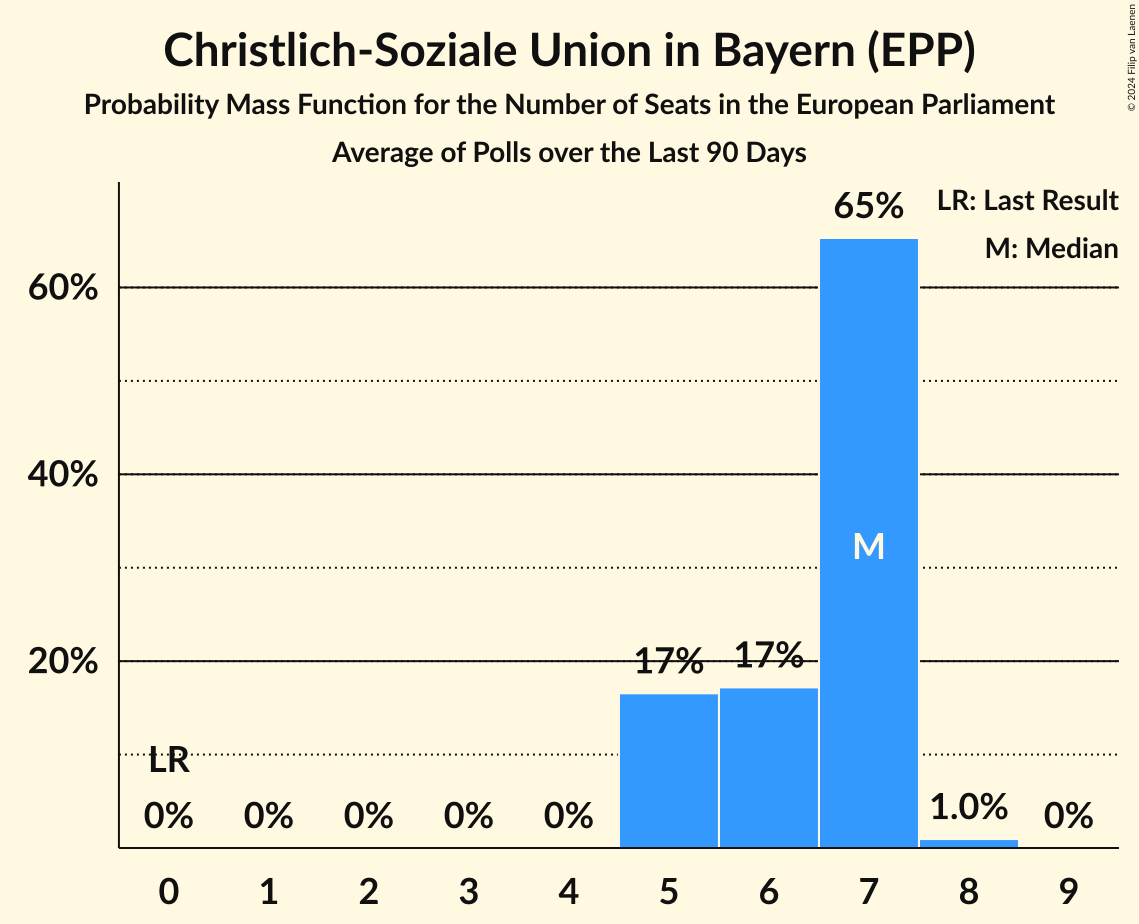 Christlich-Soziale Union in Bayern (EPP)
Probability Mass Function for the Number of Seats in the European Parliament
Average of Polls over the Last 90 Days
© 2024 Filip van Laenen
LR: Last Result
M: Median
65%
60%
40%
M
20%
17%
17%
LR
0%
0%
0%
0%
0%
1.0%
0%
0 1 2 3 4 5 6 7 8 9